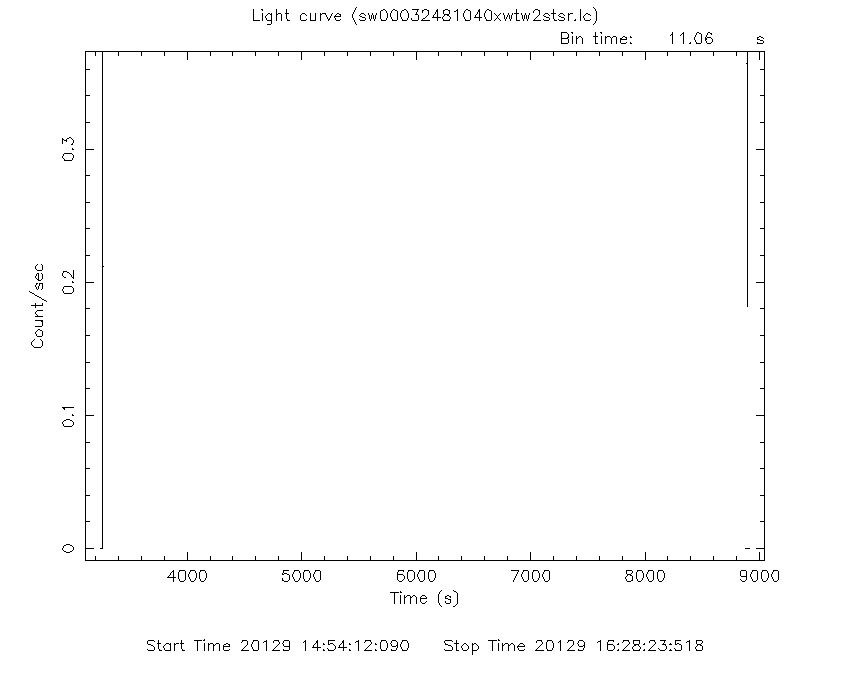 Light curve (sw00032481040xwtw2stsr.lc)
Bin time: 11.06 s
0.3
0.2
0.1
0
Count/sec
4000 5000 6000 7000 8000 9000
Time (s)
Start Time 20129 14:54:12:090 Stop Time 20129 16:28:23:518